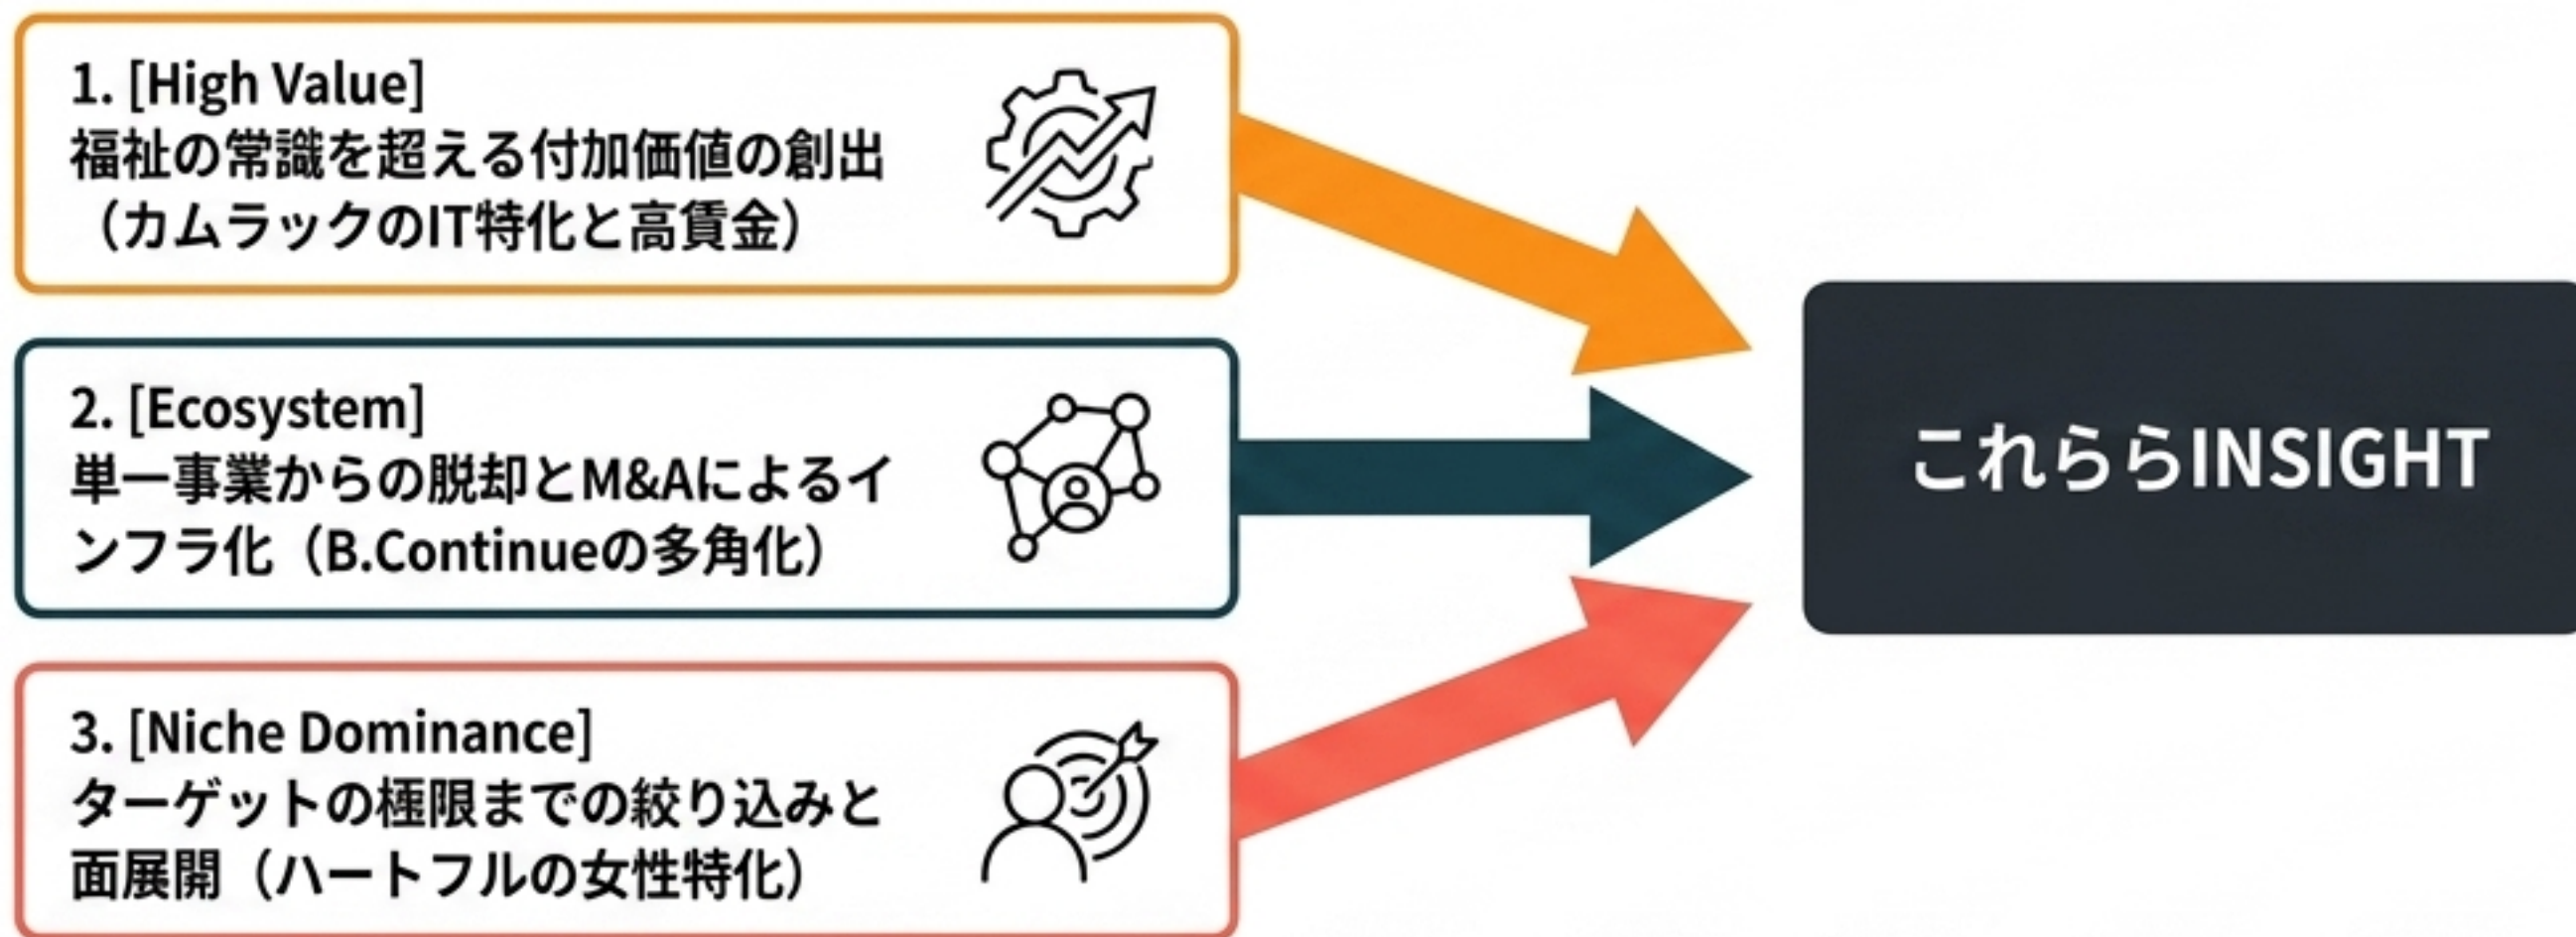 1. [High Value]
福祉の常識を超える付加価値の創出
（カムラックのIT特化と高賃金）
2. [Ecosystem]
単一事業からの脱却とM&Aによるイ
ンフラ化（B.Continueの多角化）
3. [Niche Dominance]
ターゲットの極限までの絞り込みと
面展開（ハートフルの女性特化）
これららINSIGHT